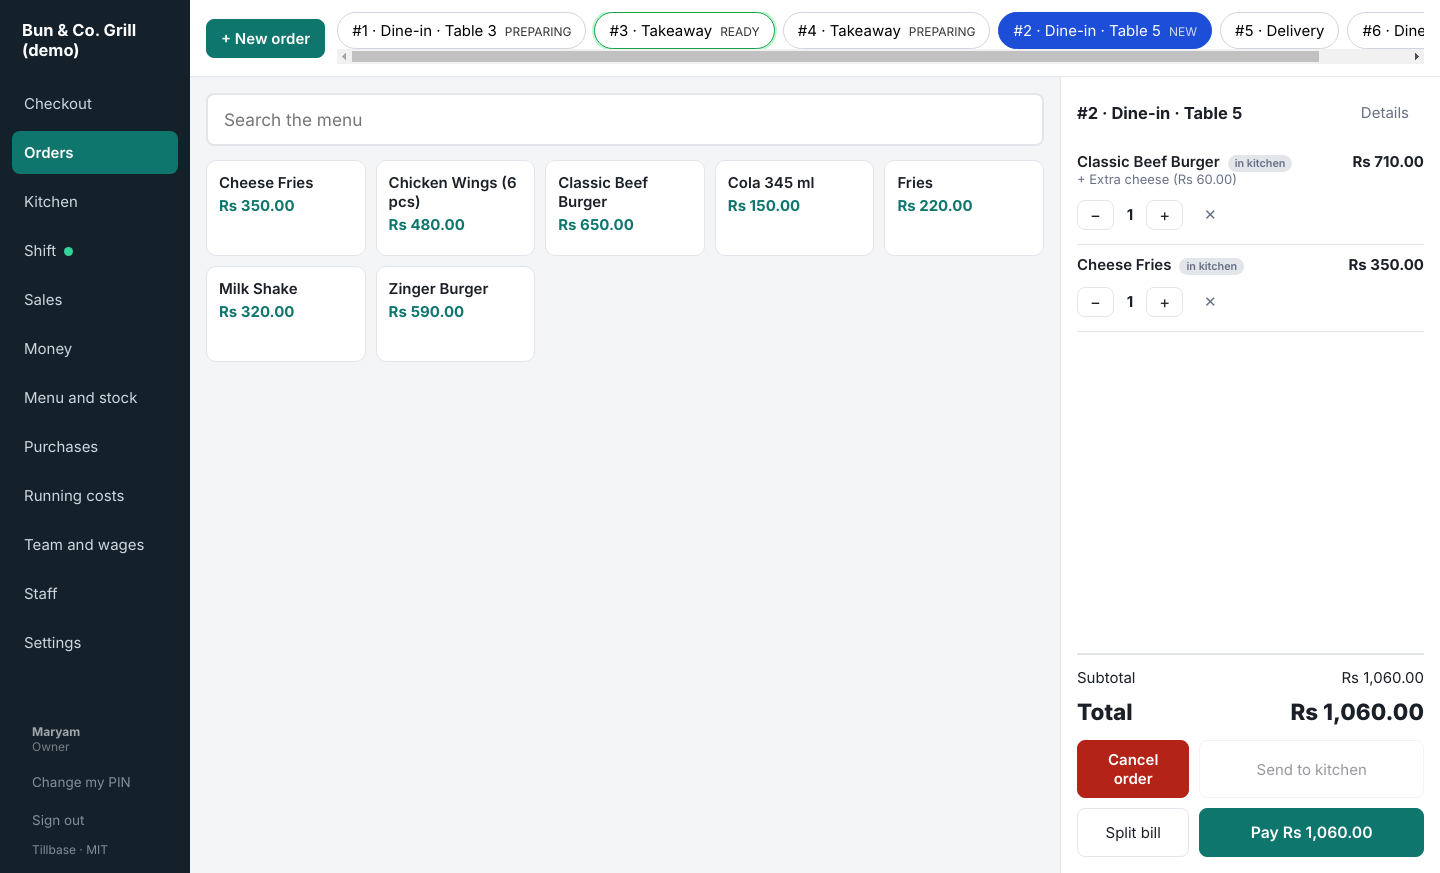 Bun & Co. Grill
(demo)
Checkout
Orders
Kitchen
Shift
Sales
Money
Menu and stock
Purchases
Running costs
Team and wages
Staff
Settings
Maryam
Owner
Change my PIN
Sign out
Tillbase · MIT
+ New order
#1 · Dine-in · Table 3 PREPARING
#3 · Takeaway READY
#4 · Takeaway PREPARING
#2 · Dine-in · Table 5 NEW
#5 · Delivery
#6 · Dine
Search the menu
Cheese Fries
Rs 350.00
Chicken Wings (6
pcs)
Rs 480.00
Classic Beef
Burger
Rs 650.00
Cola 345 ml
Rs 150.00
Fries
Rs 220.00
Milk Shake
Rs 320.00
Zinger Burger
Rs 590.00
#2 · Dine-in · Table 5 Details
Classic Beef Burger in kitchen Rs 710.00
+ Extra cheese (Rs 60.00)
− 1 + ×
Cheese Fries in kitchen Rs 350.00
− 1 + ×
Subtotal Rs 1,060.00
Total Rs 1,060.00
Cancel
order
Send to kitchen
Split bill
Pay Rs 1,060.00